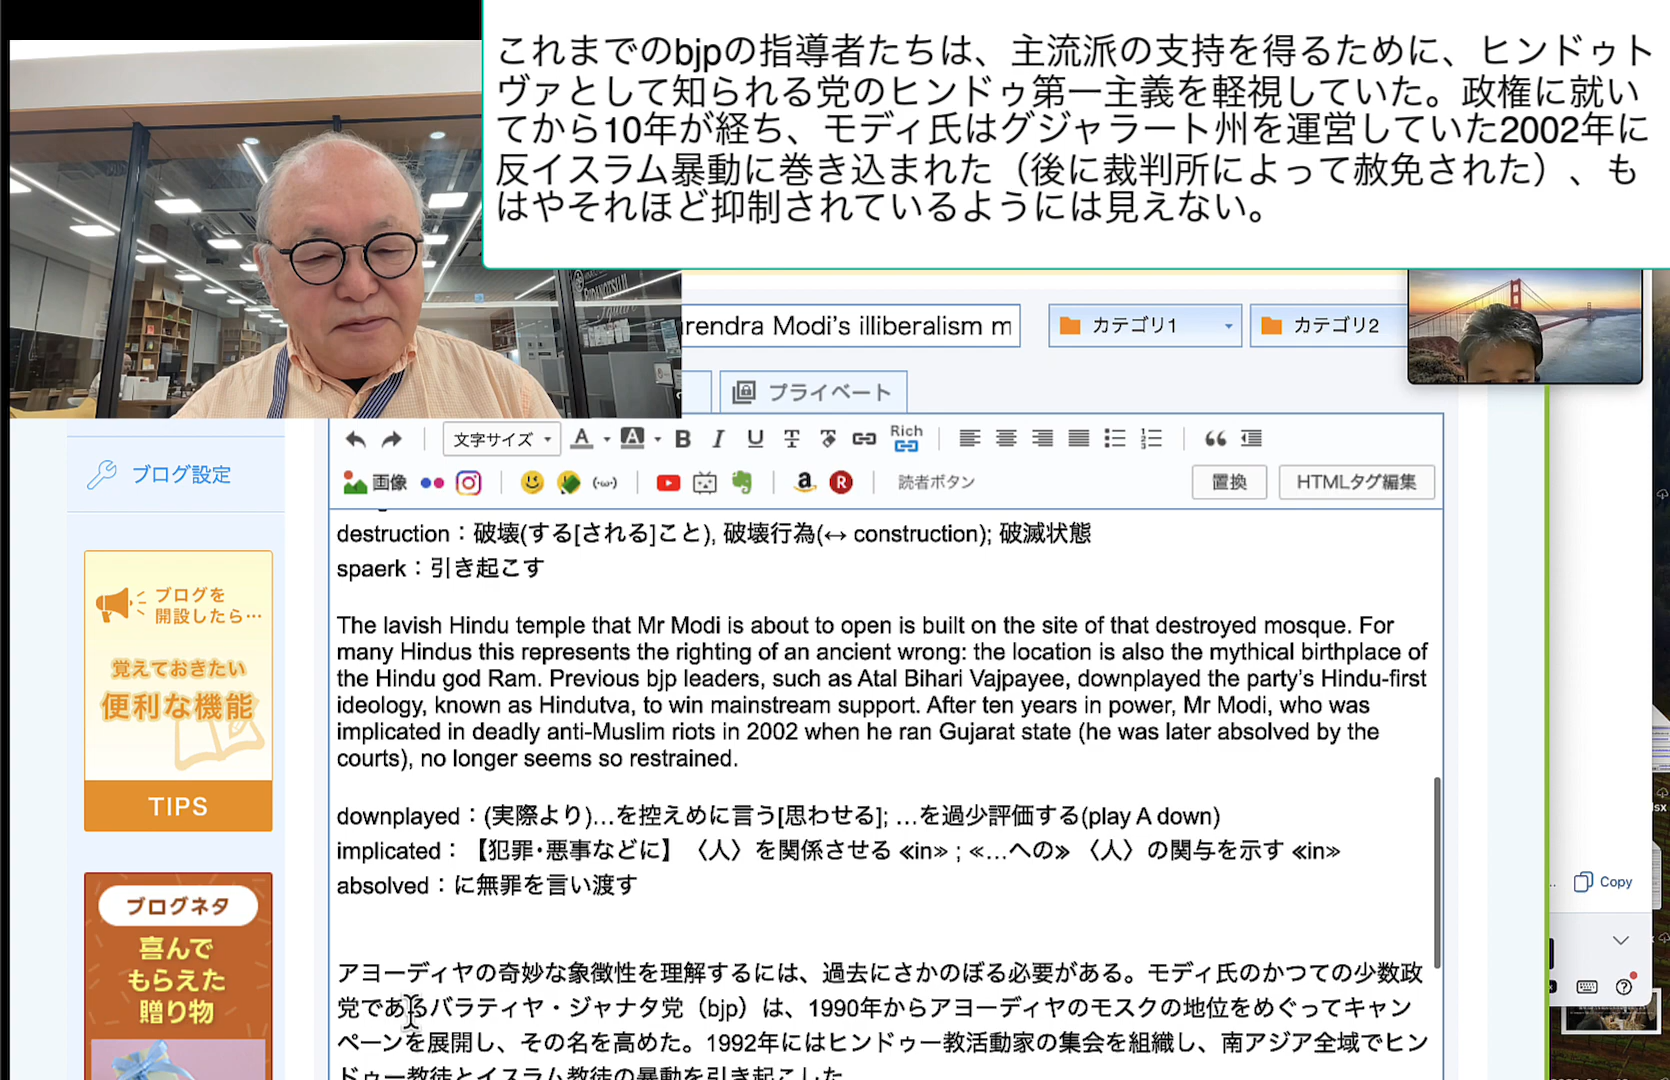 これまでのbjpの指導者たちは、主流派の支持を得るために、ヒンドゥト
ヴァとして知られる党のヒンドゥ第一主義を軽視していた。政権に就い
てから10年が経ち、モディ氏はグジャラート州を運営していた2002年に
反イスラム暴動に巻き込まれた（後に裁判所によって赦免された）、も
はやそれほど抑制されているようには見えない。
rendra Modi's illiberalism m
カテゴリ1
カテゴリ2
プライベート
文字サイズ
A
A
B
I
U
T
Rich
画像
読者ボタン
置換
HTMLタグ編集
ブログ設定
ブログを
開設したら…
覚えておきたい
便利な機能
TIPS
ブログネタ
喜んで
もらえた
贈り物
destruction：破壊(する[される]こと), 破壊行為(↔ construction); 破滅状態
spaerk：引き起こす
The lavish Hindu temple that Mr Modi is about to open is built on the site of that destroyed mosque. For
many Hindus this represents the righting of an ancient wrong: the location is also the mythical birthplace of
the Hindu god Ram. Previous bjp leaders, such as Atal Bihari Vajpayee, downplayed the party's Hindu-first
ideology, known as Hindutva, to win mainstream support. After ten years in power, Mr Modi, who was
implicated in deadly anti-Muslim riots in 2002 when he ran Gujarat state (he was later absolved by the
courts), no longer seems so restrained.
downplayed：(実際より)…を控えめに言う[思わせる]; …を過少評価する(play A down)
implicated：【犯罪･悪事などに】〈人〉を関係させる ≪in≫ ; ≪…への≫〈人〉の関与を示す ≪in≫
absolved：に無罪を言い渡す
アヨーディヤの奇妙な象徴性を理解するには、過去にさかのぼる必要がある。モディ氏のかつての少数政
党であるバラティヤ・ジャナタ党（bjp）は、1990年からアヨーディヤのモスクの地位をめぐってキャン
ペーンを展開し、その名を高めた。1992年にはヒンドゥー教活動家の集会を組織し、南アジア全域でヒン
ドゥー教徒とイスラム教徒の暴動を引き起こした
Copy